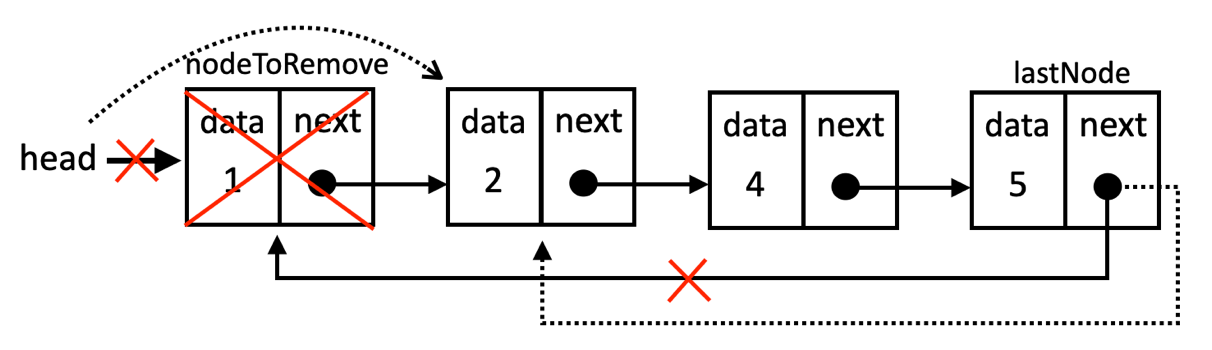 nodeToRemove
lastNode
data next
data next
data next
data next
head
1
2
4
5